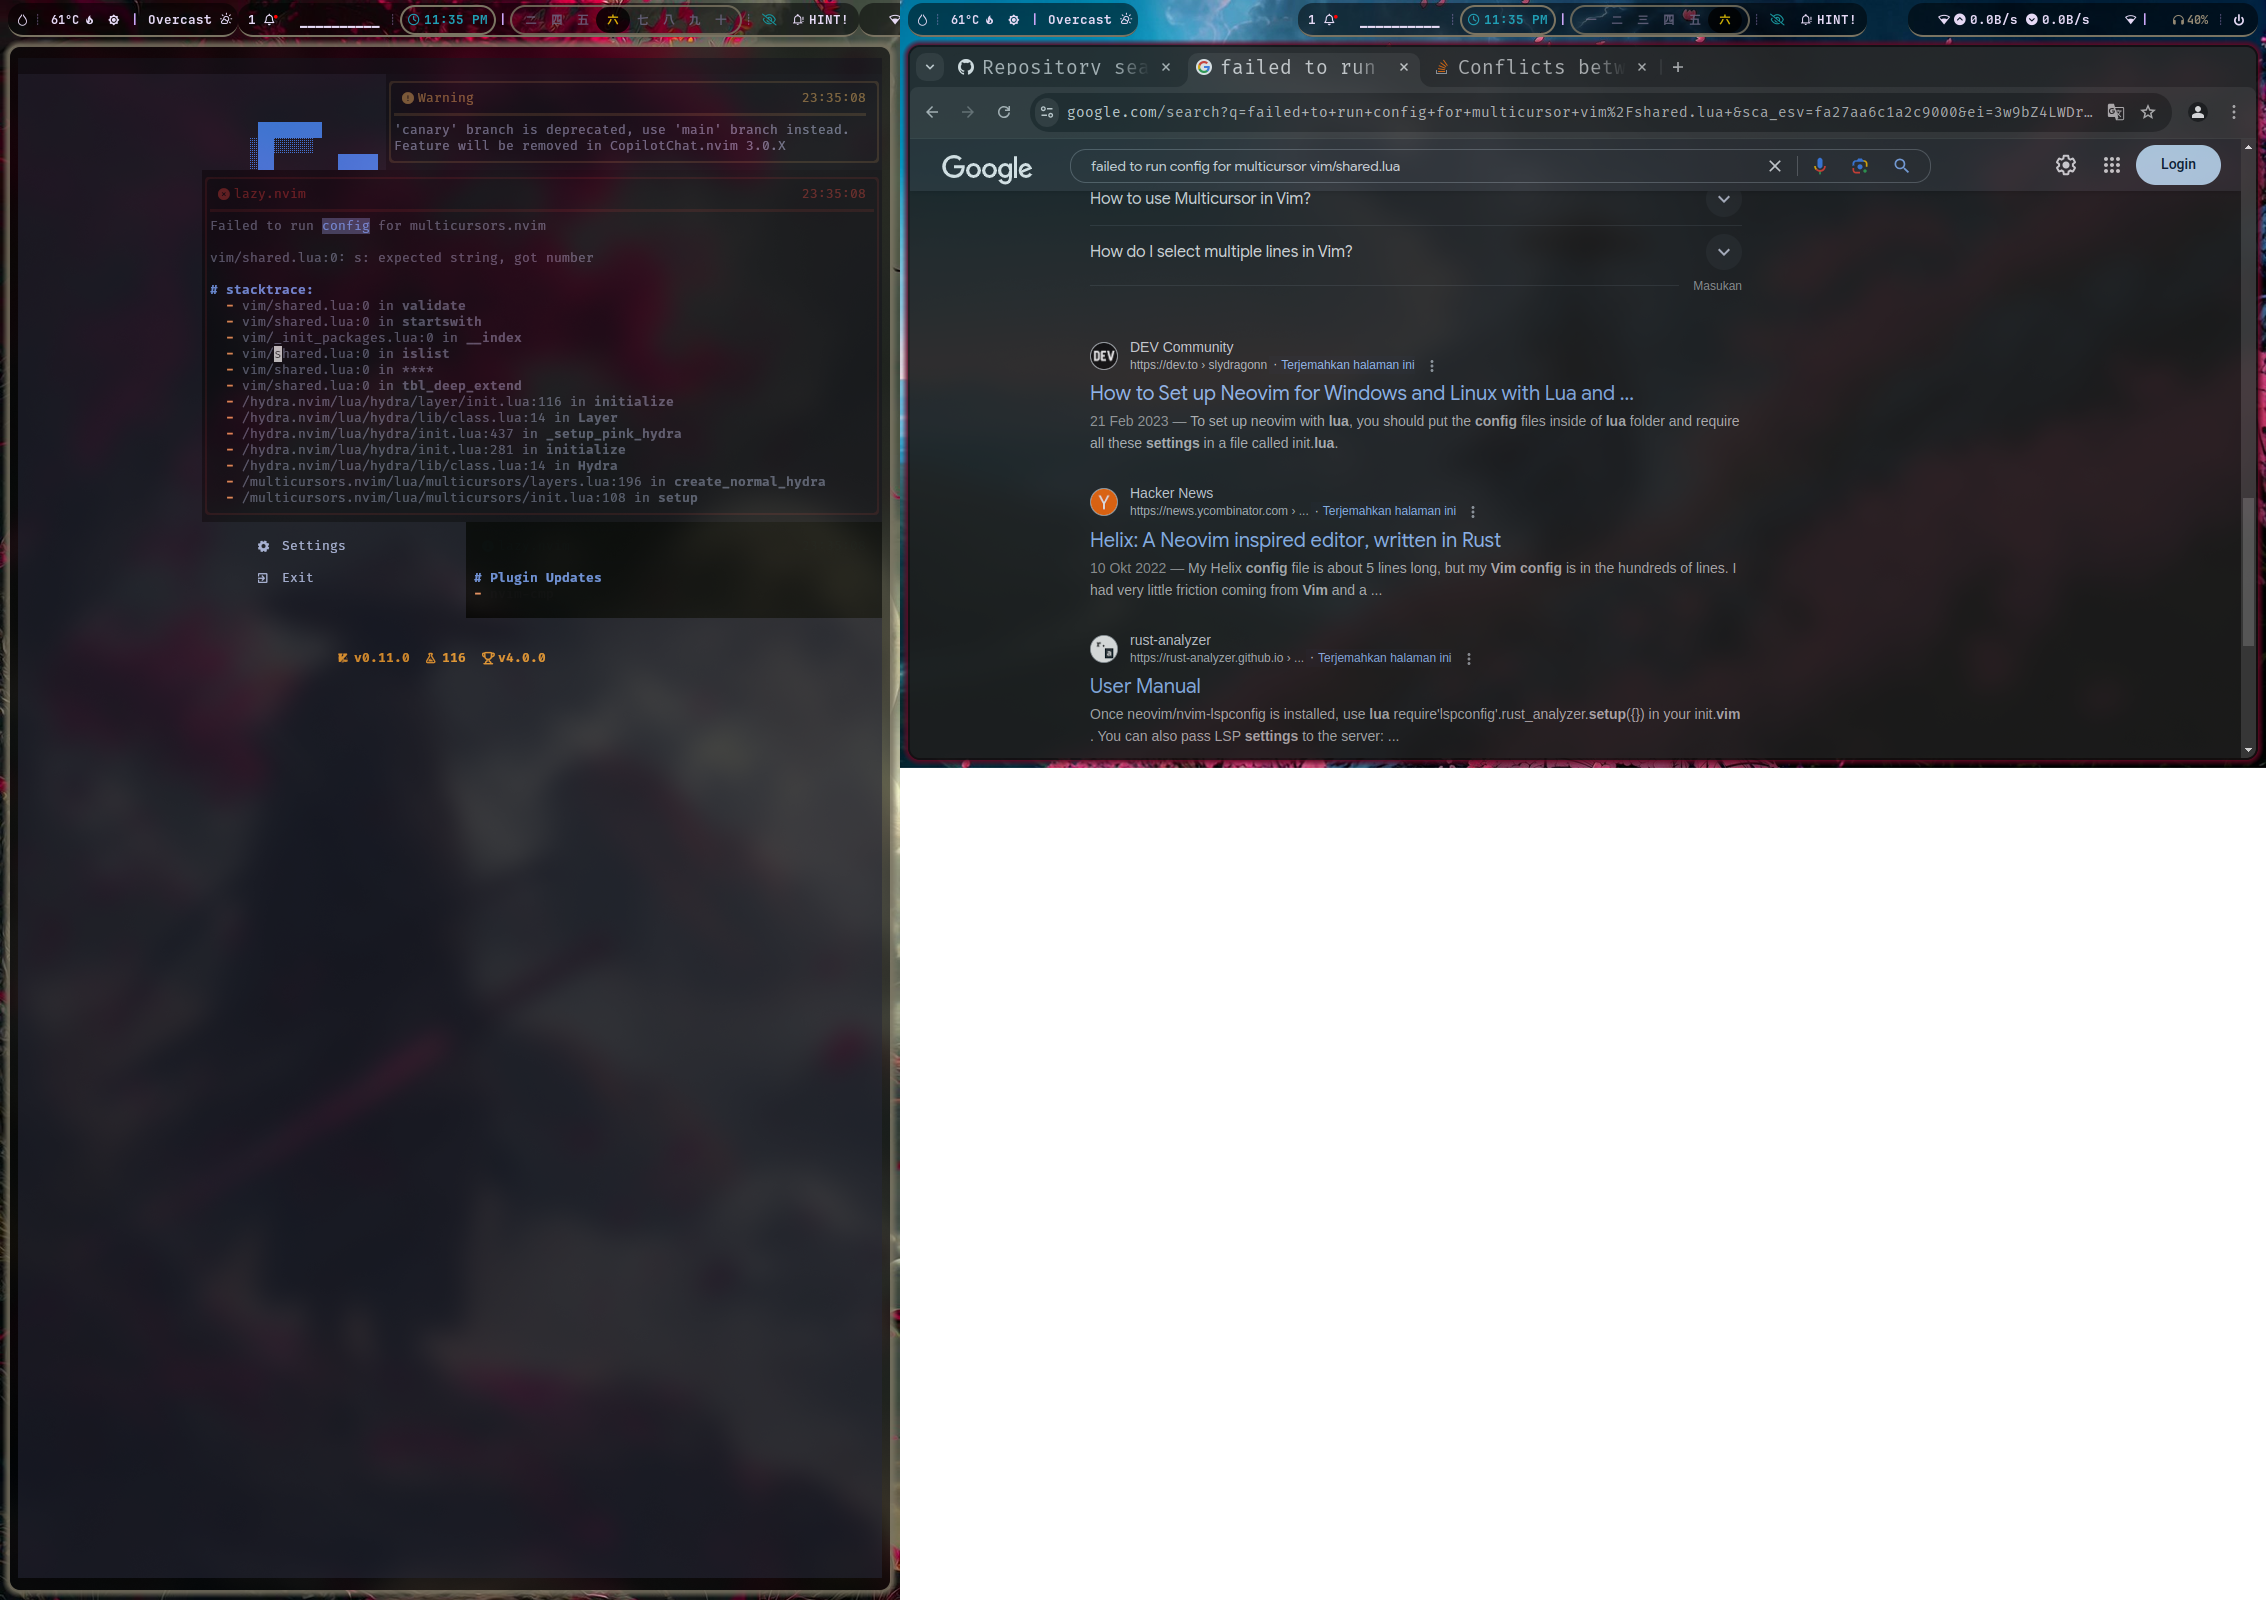 61°C
| Overcast
1
11:35 PM |
二 四 五 六 七 八 九 十
HINT!
Warning 23:35:08
'canary' branch is deprecated, use 'main' branch instead.
Feature will be removed in CopilotChat.nvim 3.0.X
lazy.nvim 23:35:08
Failed to run config for multicursors.nvim
vim/shared.lua:0: s: expected string, got number
# stacktrace:
- vim/shared.lua:0 in validate
- vim/shared.lua:0 in startswith
- vim/_init_packages.lua:0 in __index
- vim/shared.lua:0 in islist
- vim/shared.lua:0 in ****
- vim/shared.lua:0 in tbl_deep_extend
- /hydra.nvim/lua/hydra/layer/init.lua:116 in initialize
- /hydra.nvim/lua/hydra/lib/class.lua:14 in Layer
- /hydra.nvim/lua/hydra/init.lua:437 in _setup_pink_hydra
- /hydra.nvim/lua/hydra/init.lua:281 in initialize
- /hydra.nvim/lua/hydra/lib/class.lua:14 in Hydra
- /multicursors.nvim/lua/multicursors/layers.lua:196 in create_normal_hydra
- /multicursors.nvim/lua/multicursors/init.lua:108 in setup
Settings
Exit
# Plugin Updates
-
v0.11.0 116 v4.0.0
61°C
| Overcast
1
11:35 PM |
一 二 三 四 五 六
HINT!
0.0B/s 0.0B/s
|
40%
Repository sea
failed to run
Conflicts betw
google.com/search?q=failed+to+run+config+for+multicursor+vim%2Fshared.lua+&sca_esv=fa27aa6c1a2c9000&ei=3w9bZ4LWDr…
Google
failed to run config for multicursor vim/shared.lua
Login
How to use Multicursor in Vim?
How do I select multiple lines in Vim?
Masukan
DEV
DEV Community
https://dev.to › slydragonn · Terjemahkan halaman ini
How to Set up Neovim for Windows and Linux with Lua and ...
21 Feb 2023 — To set up neovim with lua, you should put the config files inside of lua folder and require
all these settings in a file called init.lua.
Y
Hacker News
https://news.ycombinator.com › ... · Terjemahkan halaman ini
Helix: A Neovim inspired editor, written in Rust
10 Okt 2022 — My Helix config file is about 5 lines long, but my Vim config is in the hundreds of lines. I
had very little friction coming from Vim and a ...
rust-analyzer
https://rust-analyzer.github.io › ... · Terjemahkan halaman ini
User Manual
Once neovim/nvim-lspconfig is installed, use lua require'lspconfig'.rust_analyzer.setup({}) in your init.vim
. You can also pass LSP settings to the server: ...